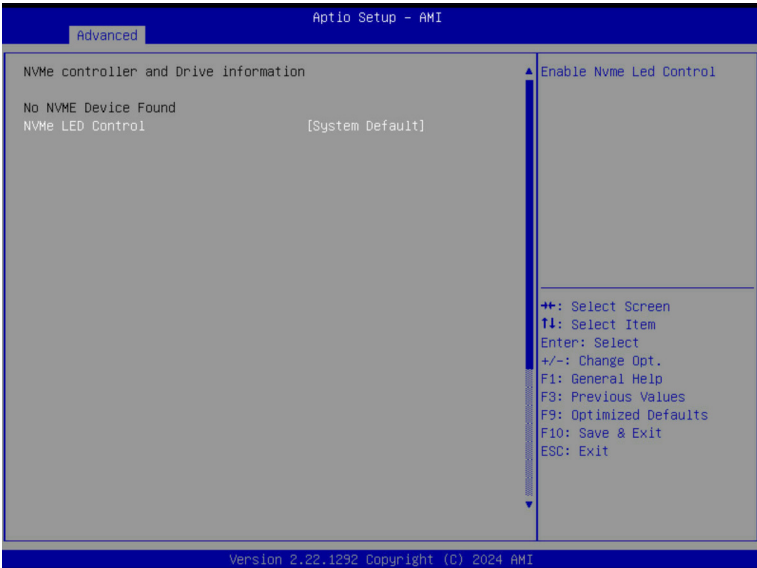 Aptio Setup – AMI
Advanced
NVMe controller and Drive information
No NVME Device Found
NVMe LED Control [System Default]
Enable Nvme Led Control
→←: Select Screen
↑↓: Select Item
Enter: Select
+/-: Change Opt.
F1: General Help
F3: Previous Values
F9: Optimized Defaults
F10: Save & Exit
ESC: Exit
Version 2.22.1292 Copyright (C) 2024 AMI